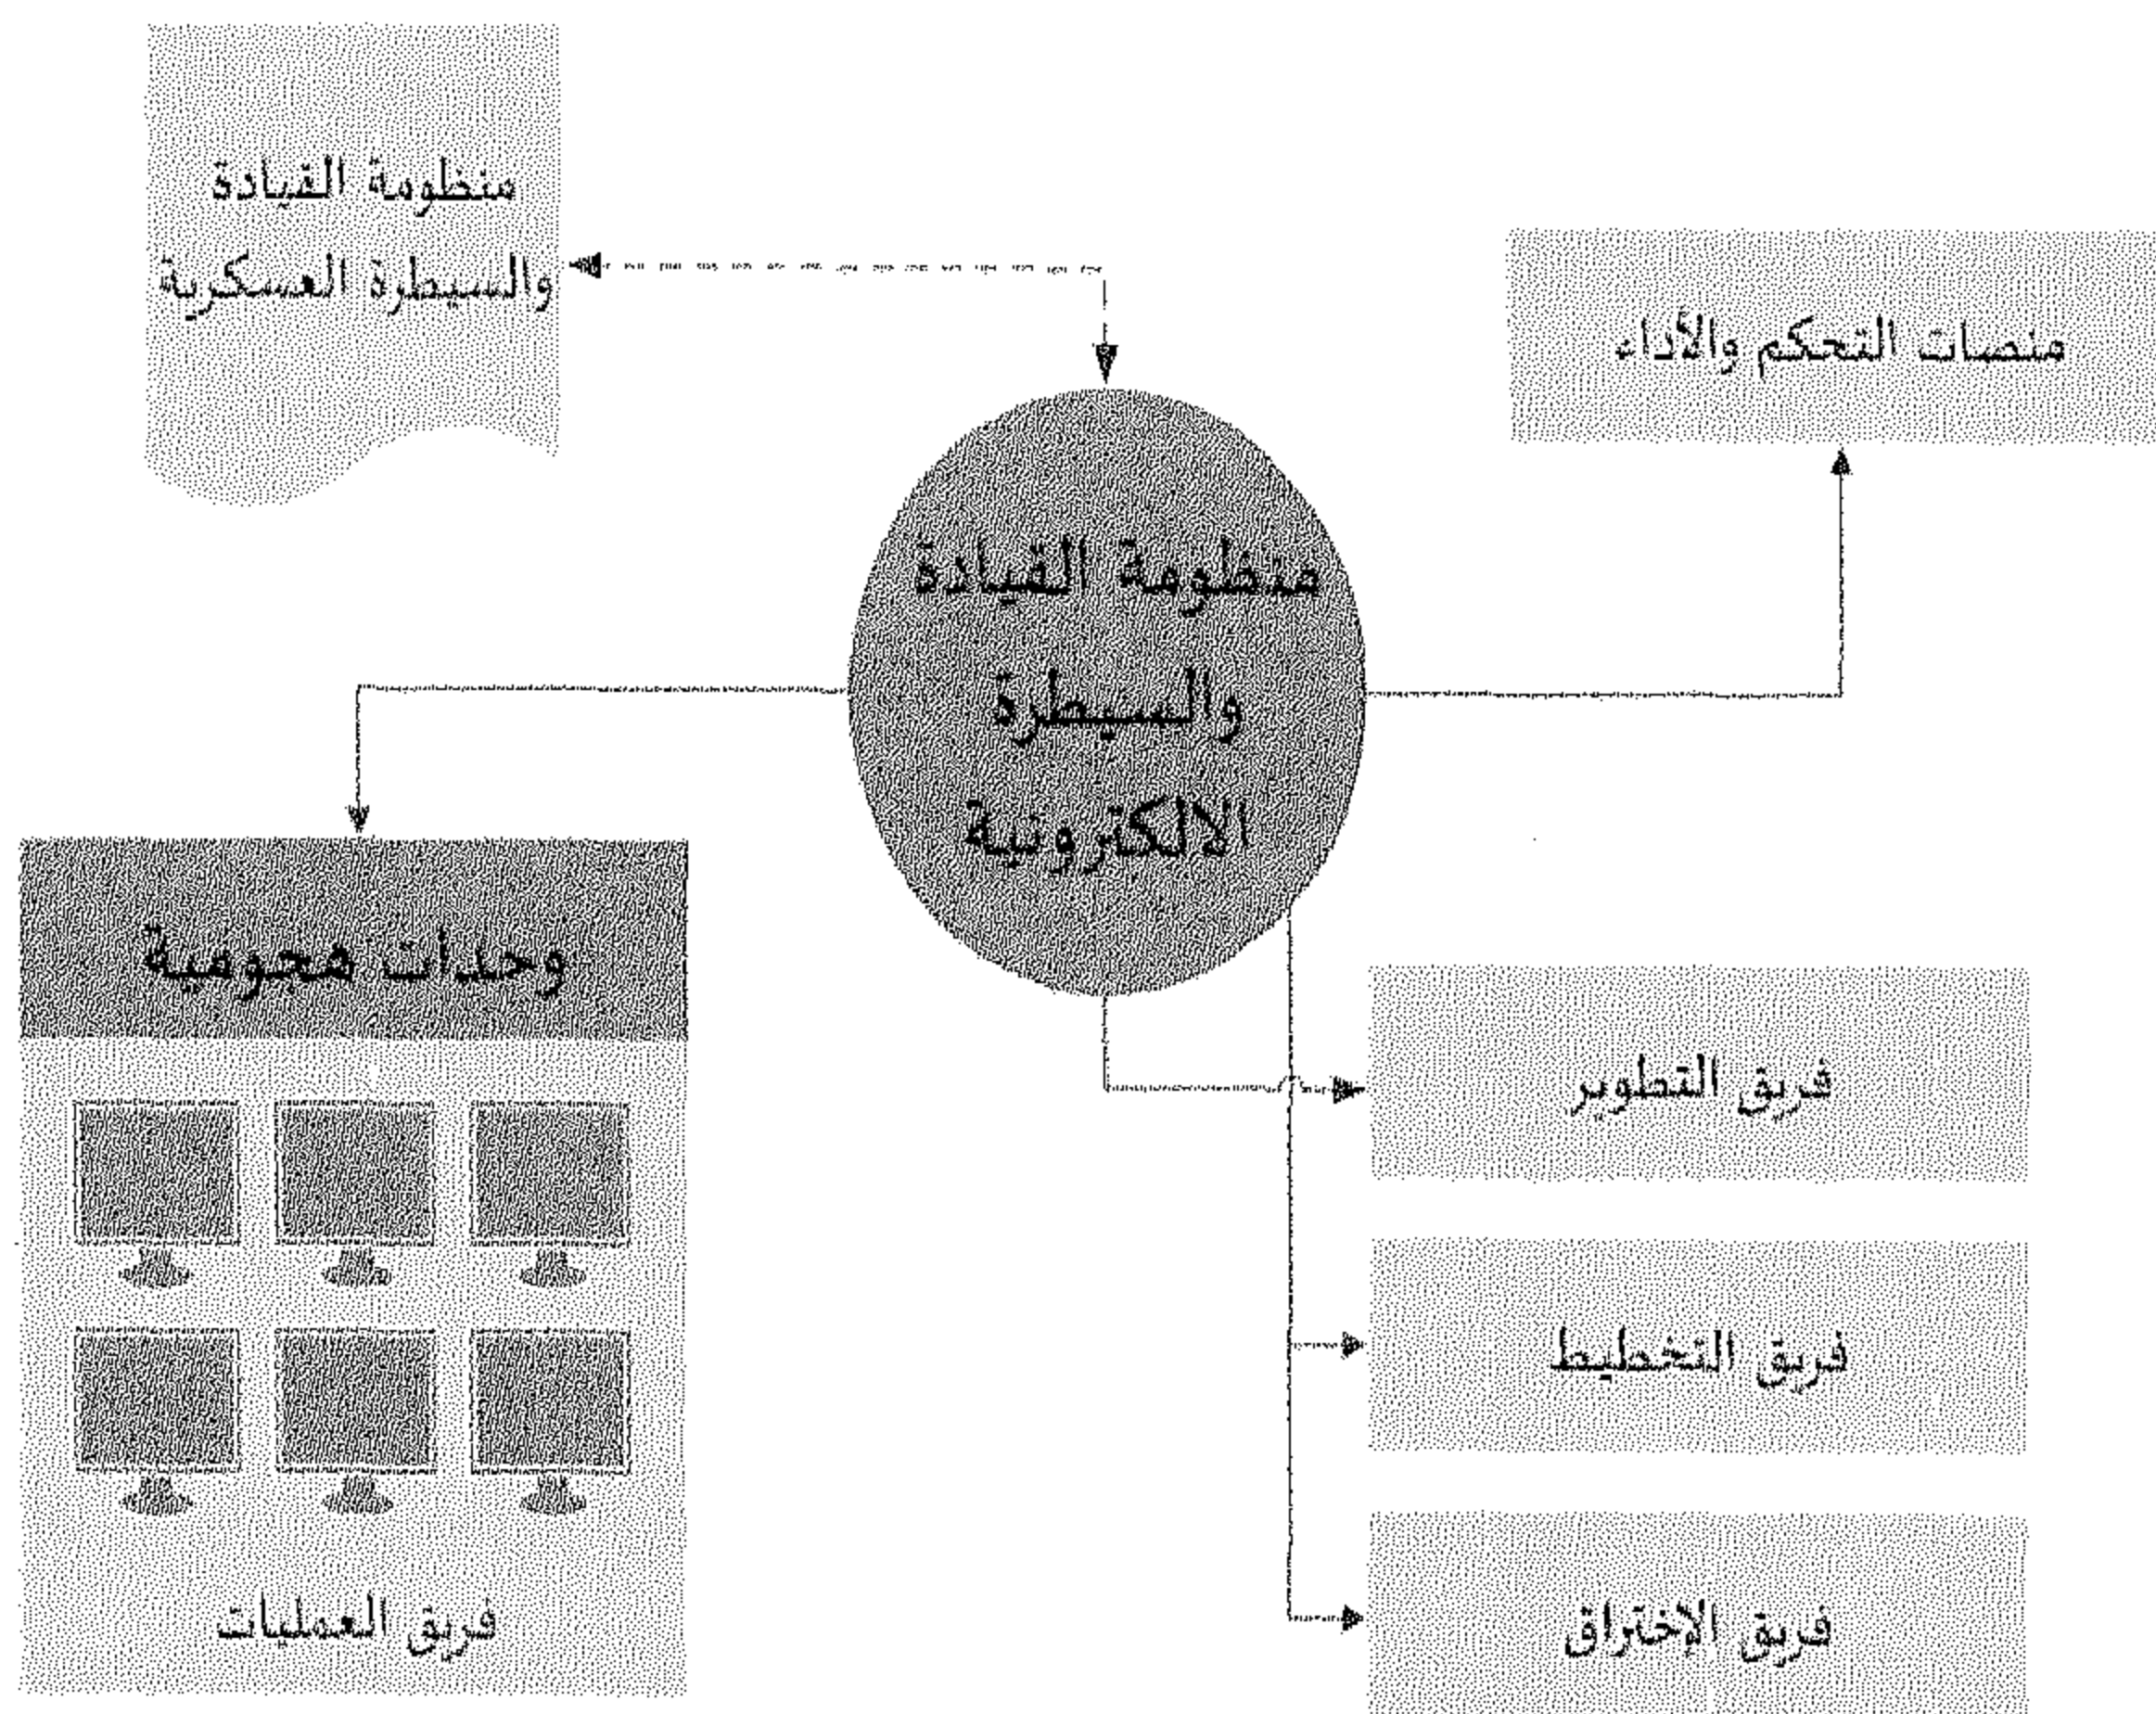 منظومة القيادة
والسيطرة العسكرية
منصات التحكم والأداء
منظومة القيادة
والسيطرة
الالكترونية
وحدات هجومية
فريق العمليات
فريق التطوير
فريق التخطيط
فريق الإختراق